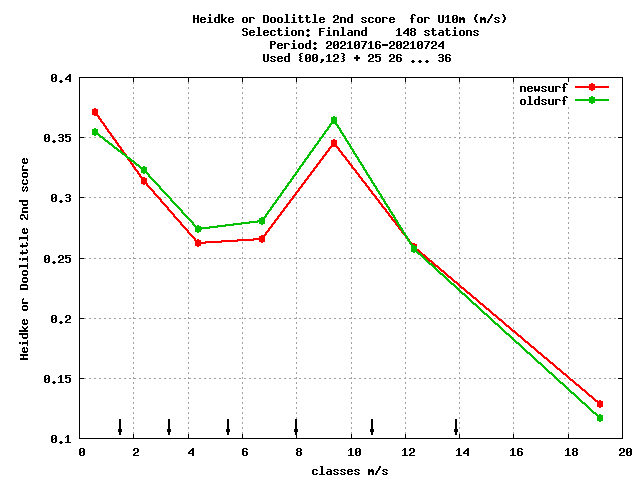 Heidke or Doolittle 2nd score  for U10m (m/s)
Selection: Finland    148 stations
Period: 20210716-20210724
Used {00,12} + 25 26 ... 36
newsurf
oldsurf
Heidke or Doolittle 2nd score
0.4
0.35
0.3
0.25
0.2
0.15
0.1
0 2 4 6 8 10 12 14 16 18 20
classes m/s